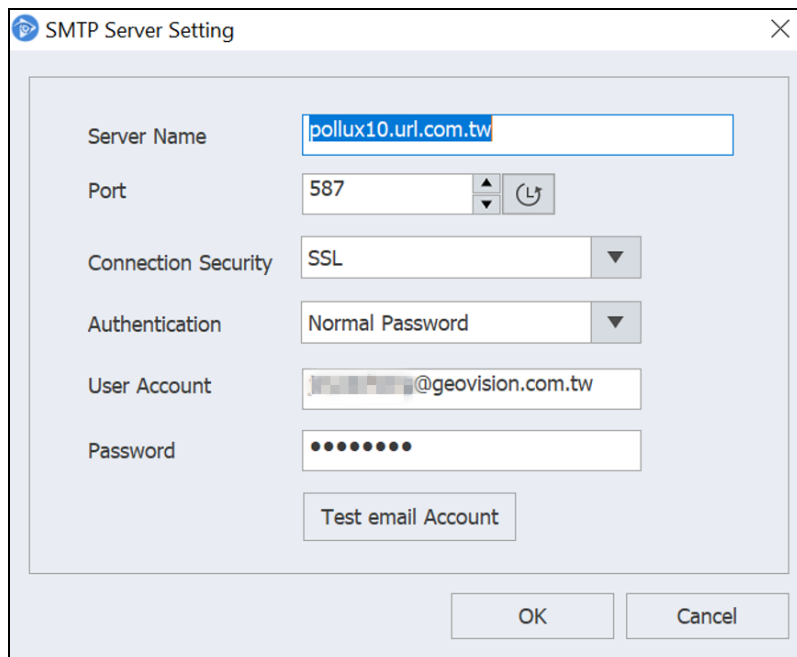 SMTP Server Setting
Server Name pollux10.url.com.tw
Port 587
Connection Security SSL
Authentication Normal Password
User Account @geovision.com.tw
Password ••••••••
Test email Account
OK Cancel